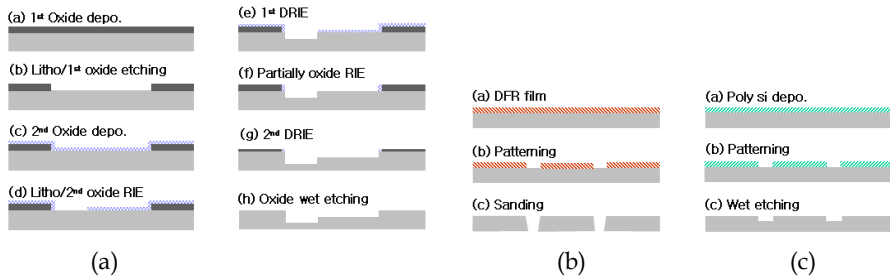 (a) 1st Oxide depo.
(b) Litho/1st oxide etching
(c) 2nd Oxide depo.
(d) Litho/2nd oxide RIE
(e) 1st DRIE
(f) Partially oxide RIE
(g) 2nd DRIE
(h) Oxide wet etching
(a)
(a) DFR film
(b) Patterning
(c) Sanding
(b)
(a) Poly si depo.
(b) Patterning
(c) Wet etching
(c)